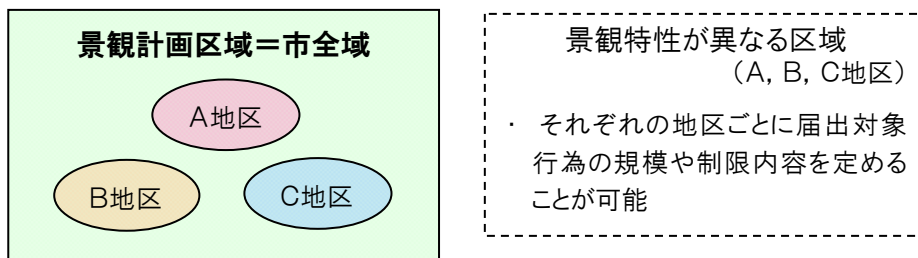 景観計画区域＝市全域
A地区
B地区
C地区
景観特性が異なる区域
（A，B，C地区）
・ それぞれの地区ごとに届出対象
行為の規模や制限内容を定める
ことが可能